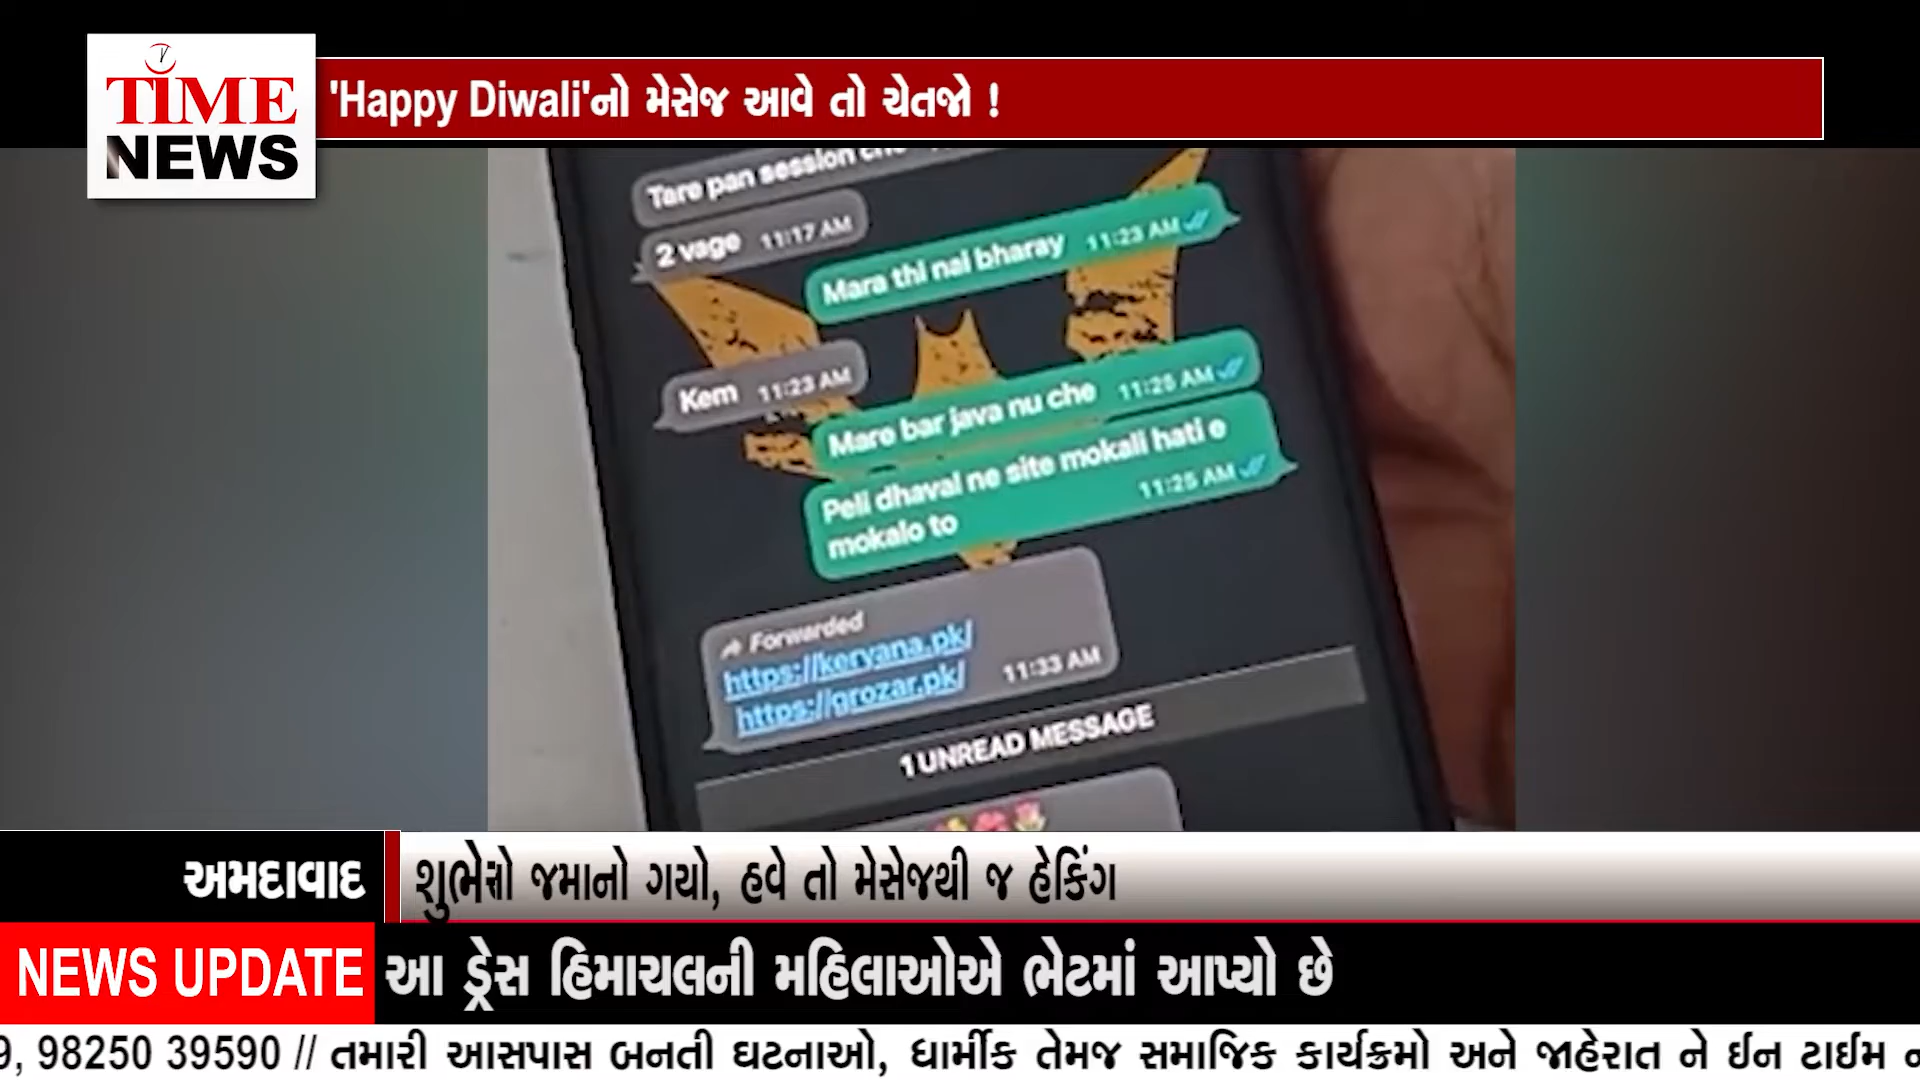 TIME
NEWS
'Happy Diwali'નો મેસેજ આવે તો ચેતજો !
Tare pan session
2 vage 11:17 AM
Mara thi nai bharay 11:23 AM
Kem 11:23 AM
Mare bar java nu che 11:25 AM
Peli dhaval ne site mokali hati e
mokalo to 11:25 AM
Forwarded
https://keryana.pk/
https://grozar.pk/ 11:33 AM
1 UNREAD MESSAGE
અમદાવાદ
જમાનો ગયો, હવે તો મેસેજથી જ હેકિંગ
NEWS UPDATE
આ ડ્રેસ હિમાચલની મહિલાઓએ ભેટમાં આપ્યો છે
9, 98250 39590 // તમારી આસપાસ બનતી ઘટનાઓ, ધાર્મીક તેમજ સમાજિક કાર્યક્રમો અને જાહેરાત ને ઈન ટાઈમ